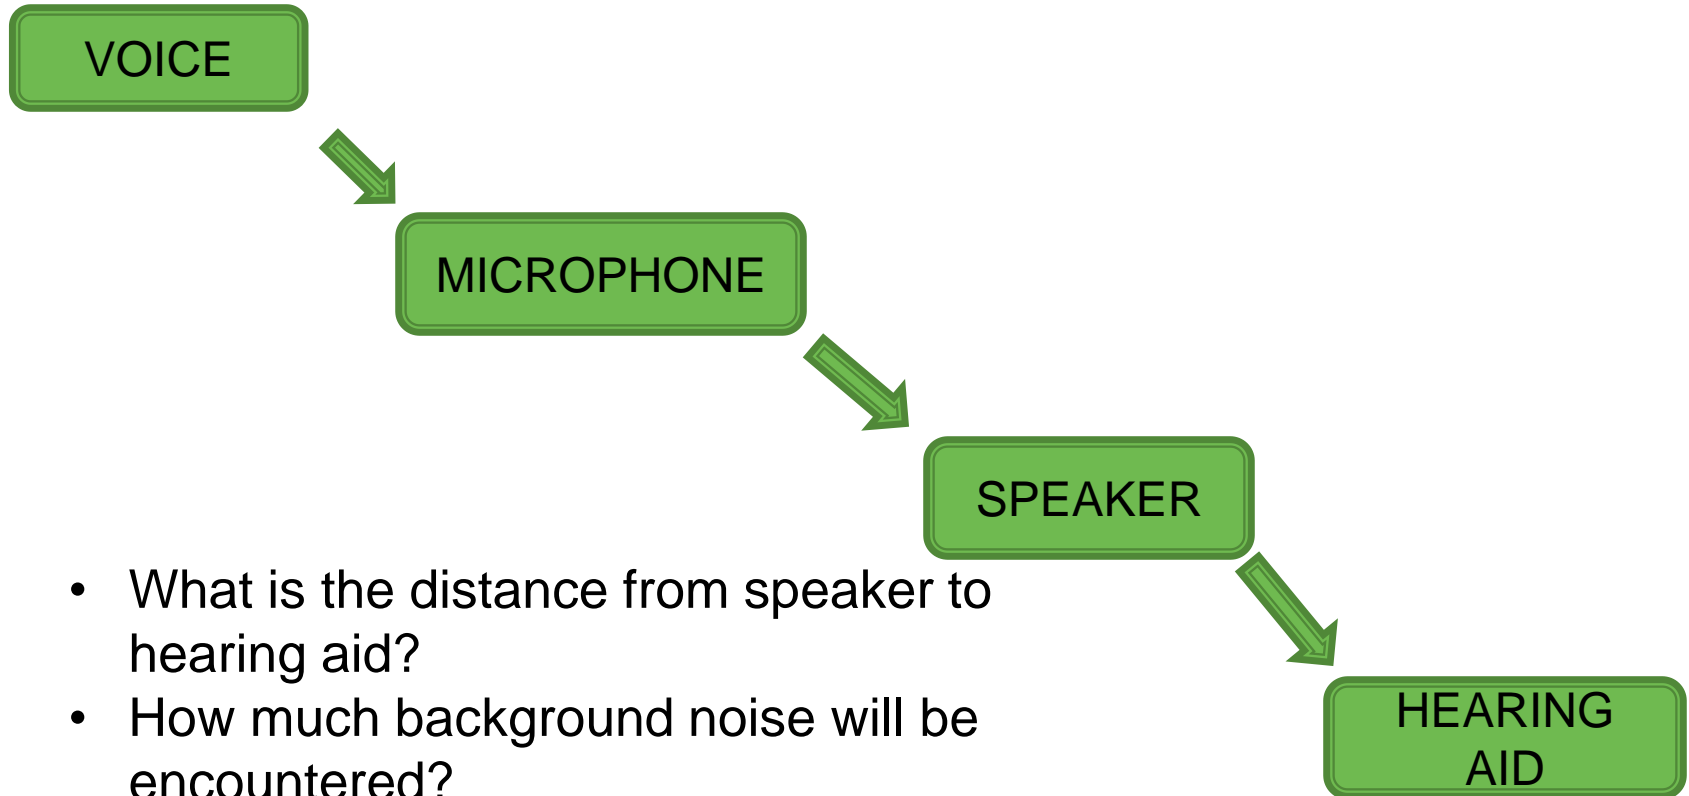 VOICE
MICROPHONE
SPEAKER
• What is the distance from speaker to
hearing aid?
• How much background noise will be
encountered?
HEARING
AID